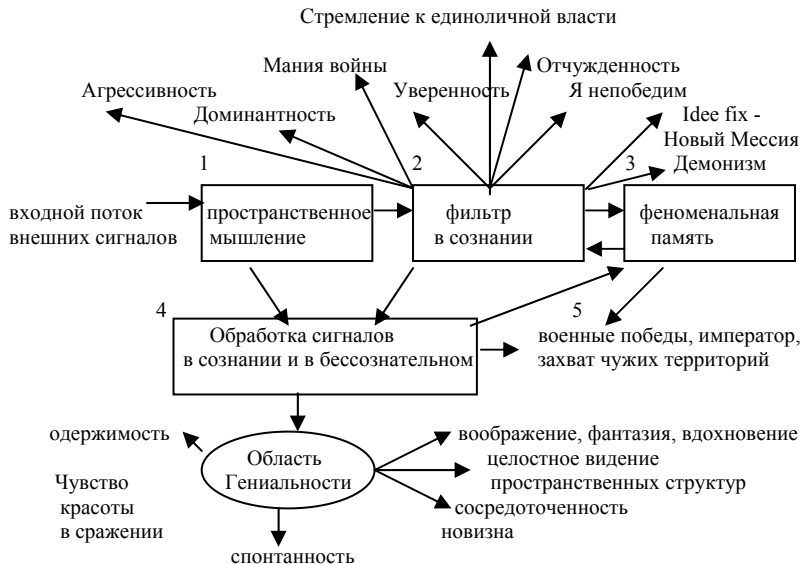 Стремление к единоличной власти
Мания войны
Отчужденность
Агрессивность
Уверенность
Я непобедим
Доминантность
Idee fix -
Новый Мессия
1
2
3
Демонизм
входной поток
внешних сигналов
пространственное
мышление
фильтр
в сознании
феноменальная
память
4
5
Обработка сигналов
в сознании и в бессознательном
военные победы, император,
захват чужих территорий
одержимость
Область
Гениальности
воображение, фантазия, вдохновение
целостное видение
пространственных структур
сосредоточенность
новизна
Чувство
красоты
в сражении
спонтанность